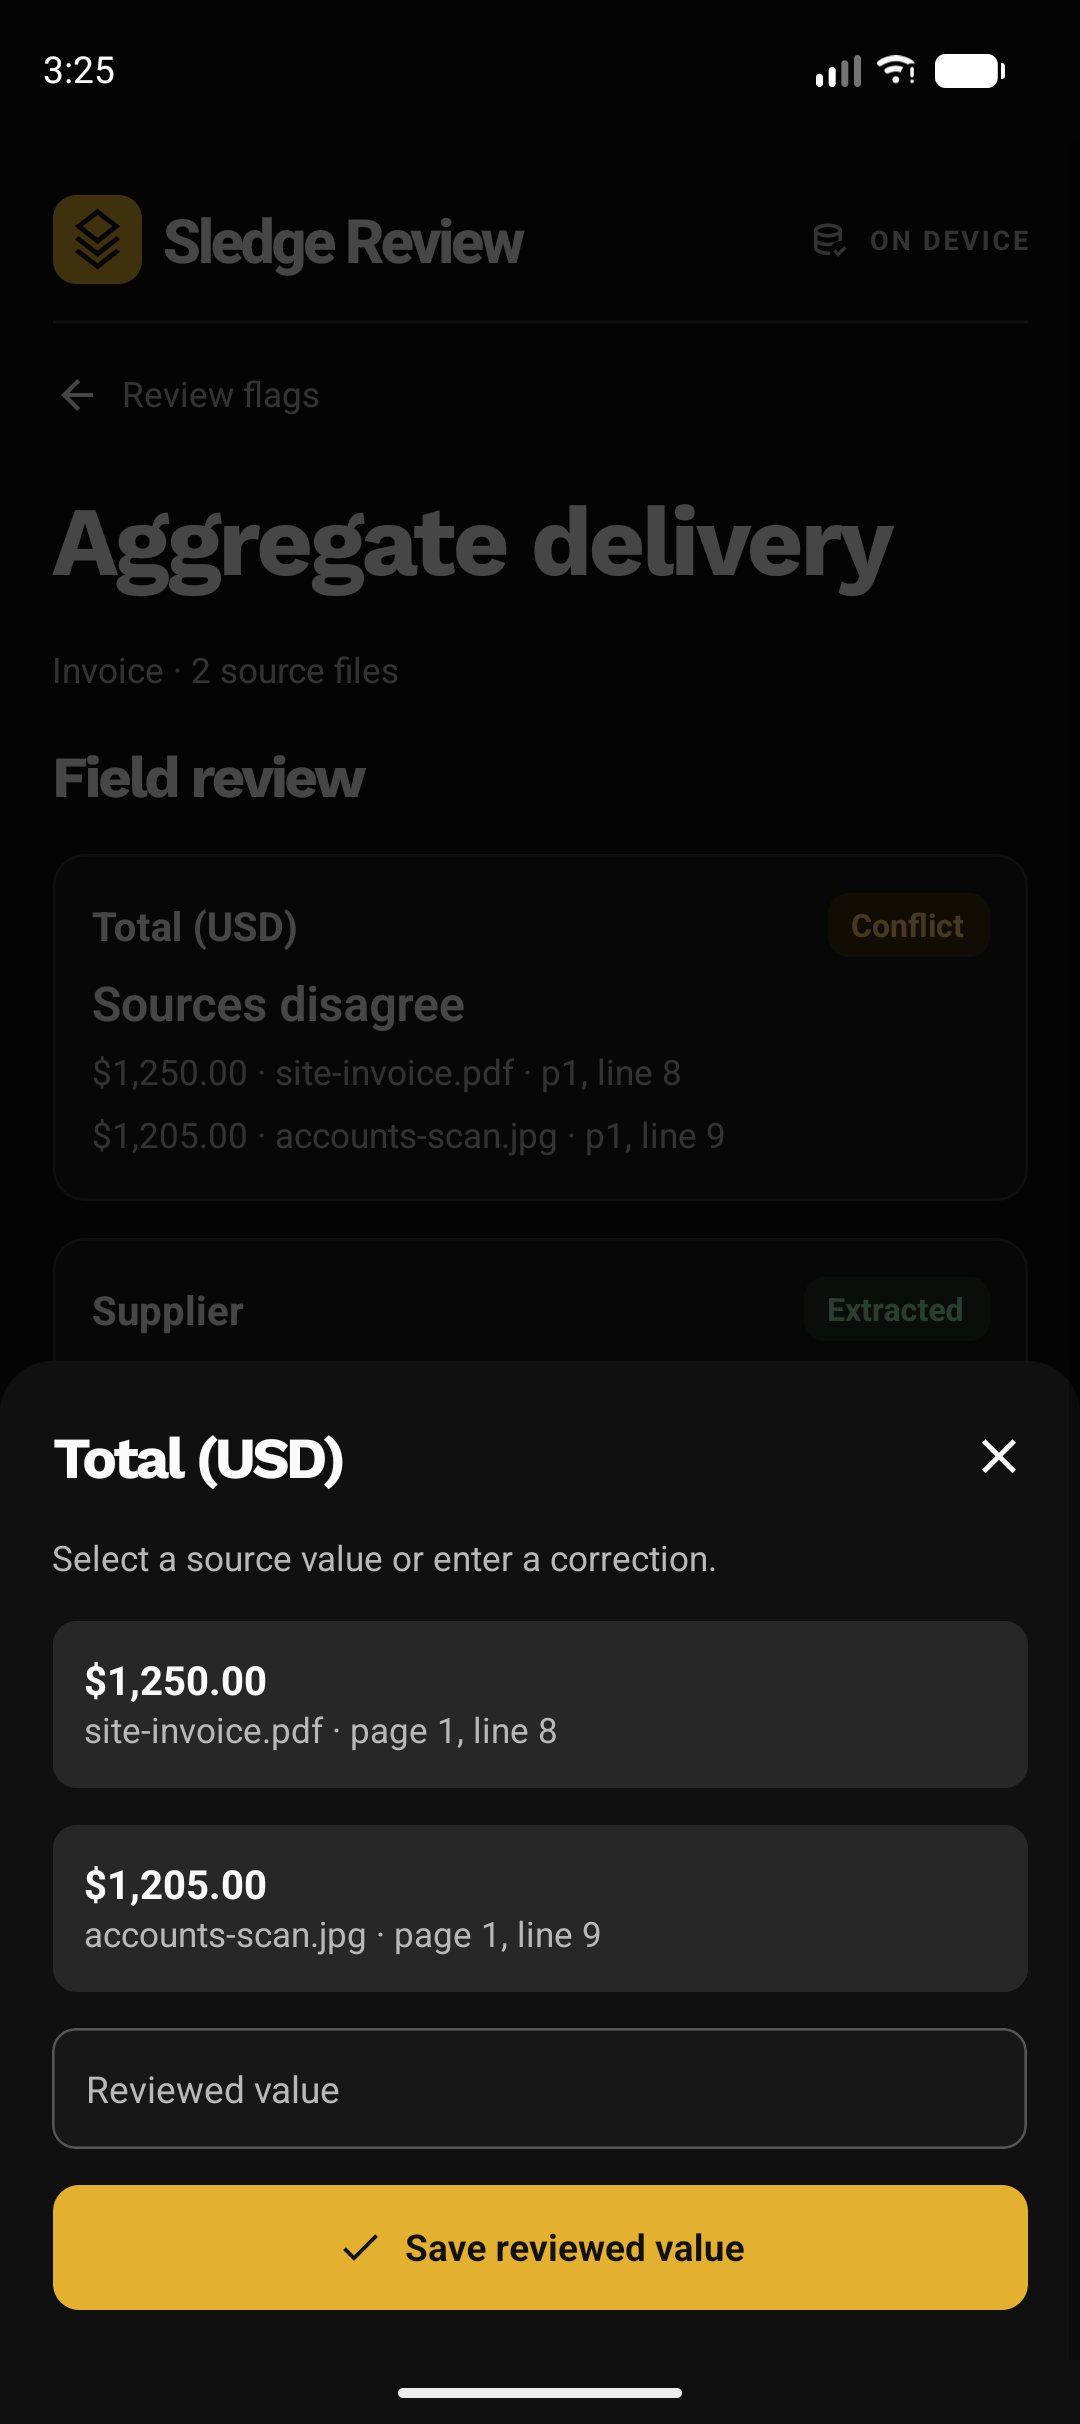 3:25
Sledge Review
ON DEVICE
Review flags
Aggregate delivery
Invoice · 2 source files
Field review
Total (USD)
Conflict
Sources disagree
$1,250.00 · site-invoice.pdf · p1, line 8
$1,205.00 · accounts-scan.jpg · p1, line 9
Supplier
Extracted
Total (USD)
Select a source value or enter a correction.
$1,250.00
site-invoice.pdf · page 1, line 8
$1,205.00
accounts-scan.jpg · page 1, line 9
Reviewed value
Save reviewed value